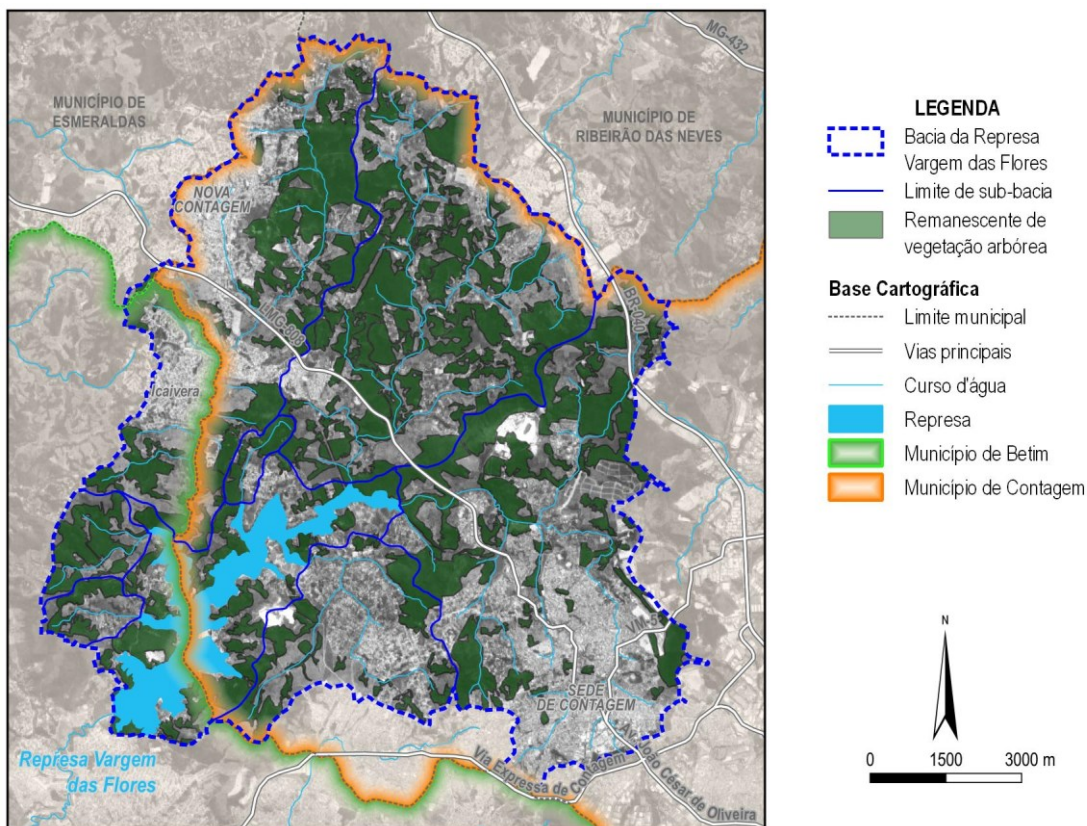 MG-432
MUNICÍPIO DE
ESMERALDAS
MUNICÍPIO DE
RIBEIRÃO DAS NEVES
NOVA
CONTAGEM
BR-040
Icaivera
SEDE
DE CONTAGEM
Via Expressa de Contagem
Av. João César de Oliveira
Represa Vargem
das Flores
LEGENDA
Bacia da Represa
Vargem das Flores
Limite de sub-bacia
Remanescente de
vegetação arbórea
Base Cartográfica
Limite municipal
Vias principais
Curso d'água
Represa
Município de Betim
Município de Contagem
N
0 1500 3000 m